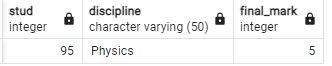 stud discipline final_mark
integer character varying (50) integer
95 Physics 5